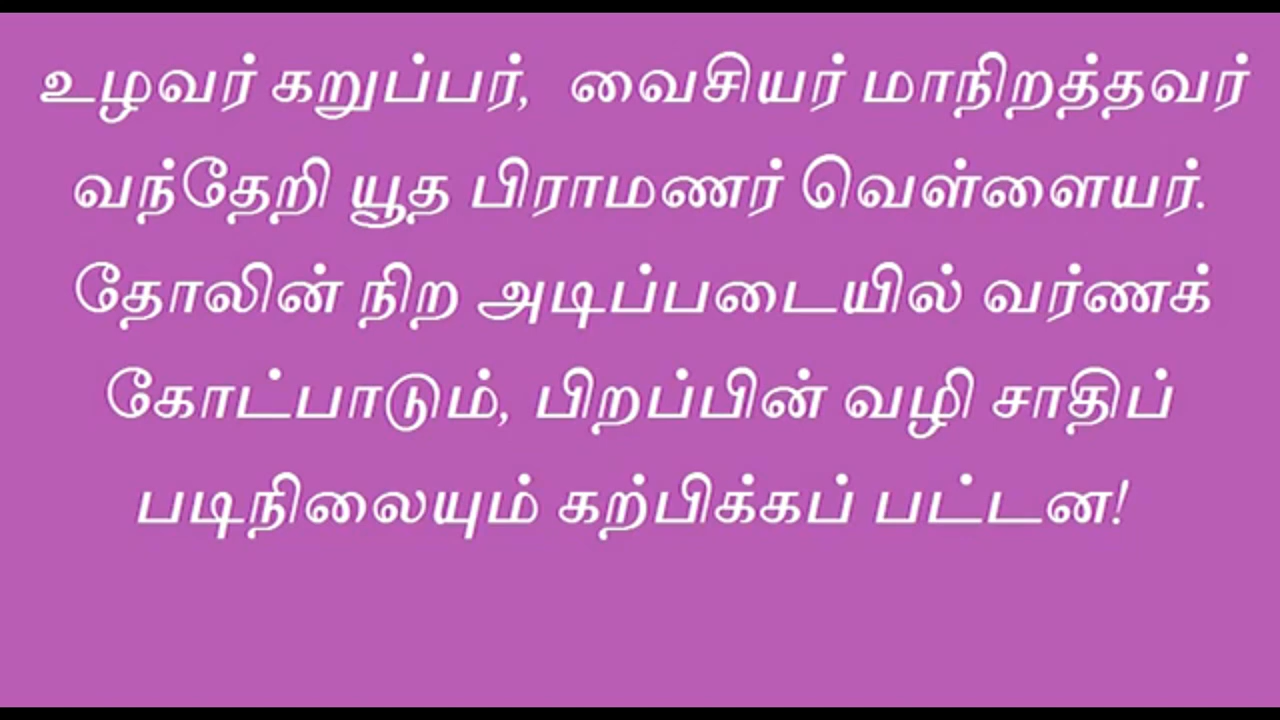 உழவர் கறுப்பர், வைசியர் மாநிறத்தவர்
வந்தேறி யூத பிராமணர் வெள்ளையர்.
தோலின் நிற அடிப்படையில் வர்ணக்
கோட்பாடும், பிறப்பின் வழி சாதிப்
படிநிலையும் கற்பிக்கப் பட்டன!